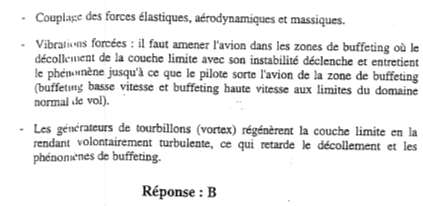 - Couplage des forces élastiques, aérodynamiques et massiques.
- Vibrations forcées : il faut amener l'avion dans les zones de buffeting où le
décollement de la couche limite avec son instabilité déclenche et entretient
le phénomène jusqu'à ce que le pilote sorte l'avion de la zone de buffeting
(buffeting basse vitesse et buffeting haute vitesse aux limites du domaine
normal de vol).
- Les générateurs de tourbillons (vortex) régénèrent la couche limite en la
rendant volontairement turbulente, ce qui retarde le décollement et les
phénomènes de buffeting.
Réponse : B